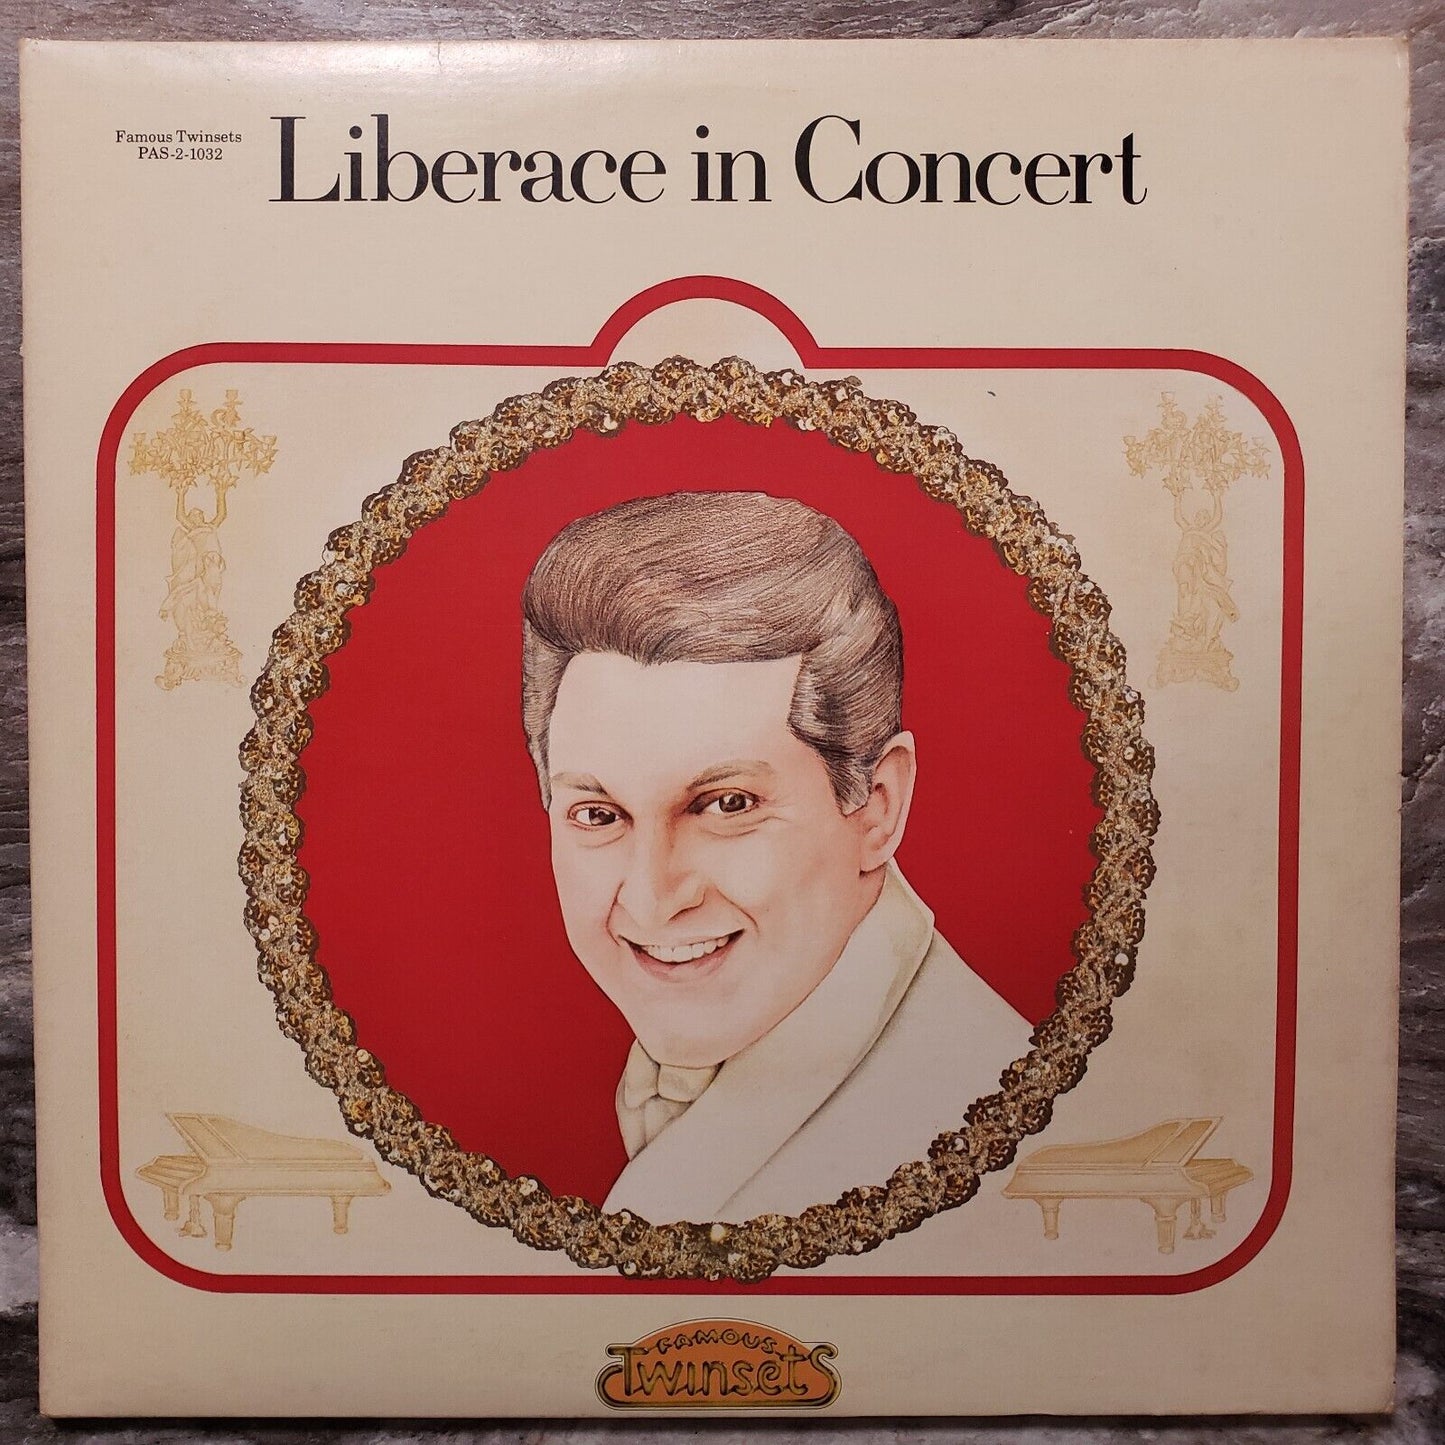 Famous Twinsets
PAS-2-1032
Liberace in Concert
FAMOUS
Twinsets